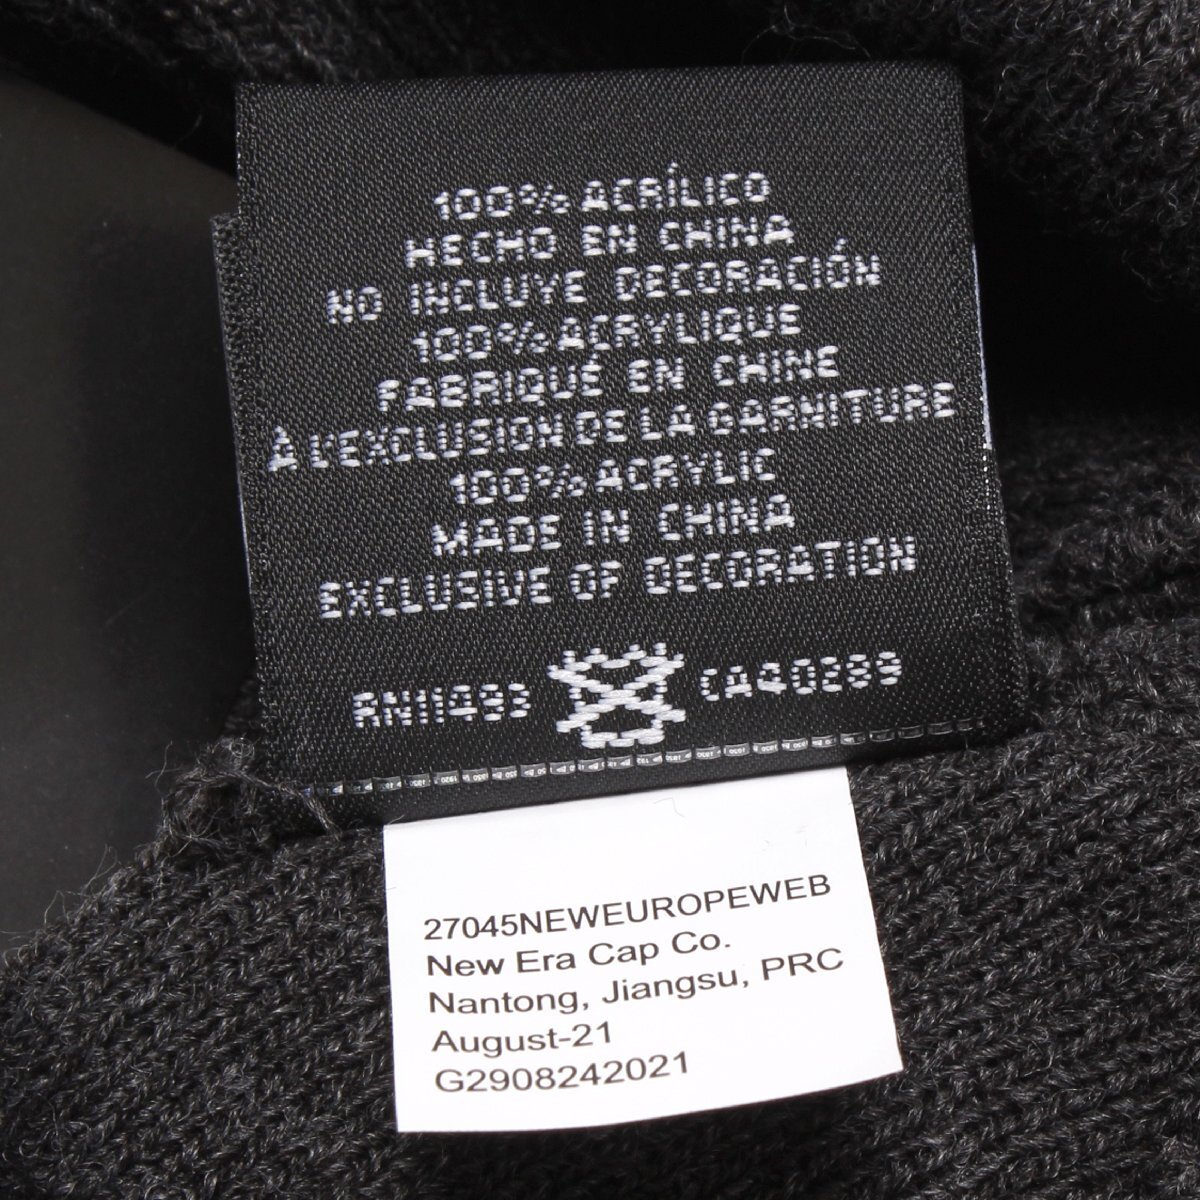 100% ACRÍLICO
HECHO EN CHINA
NO INCLUYE DECORACIÓN
100% ACRYLIQUE
FABRIQUÉ EN CHINE
À L'EXCLUSION DE LA GARNITURE
100% ACRYLIC
MADE IN CHINA
EXCLUSIVE OF DECORATION
RN11493 CA40289
27045NEWEUROPEWEB
New Era Cap Co.
Nantong, Jiangsu, PRC
August-21
G2908242021